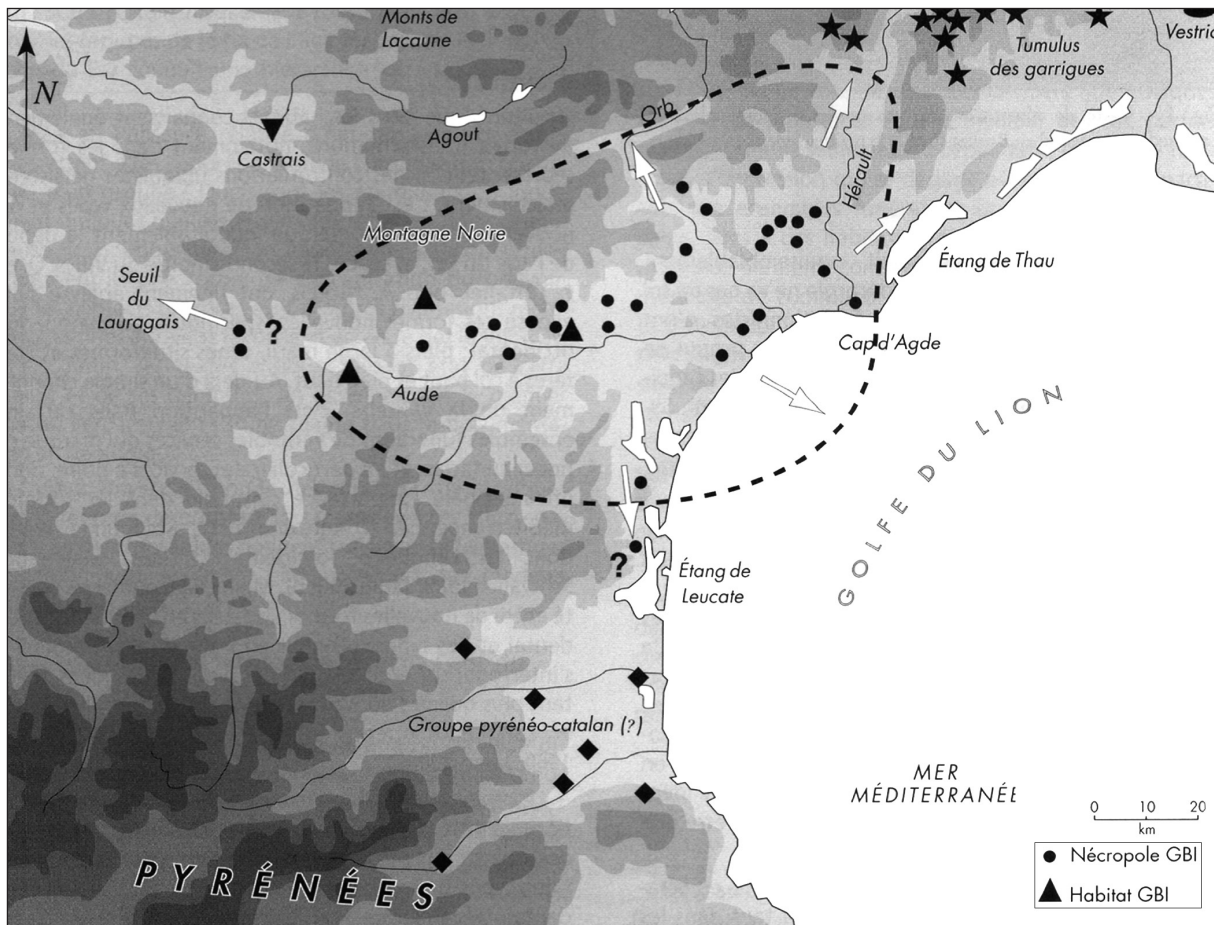 Monts de
Lacaune
Vestric
Tumulus
des garrigues
N
Orb
Agout
Castrais
Hérault
Montagne Noire
Étang de Thau
Seuil
du
Lauragais
?
Cap d'Agde
Aude
GOLFE DU LION
?
Étang de
Leucate
Groupe pyrénéo-catalan (?)
MER
MÉDITERRANÉE
0 10 20
km
Nécropole GBI
Habitat GBI
PYRÉNÉES